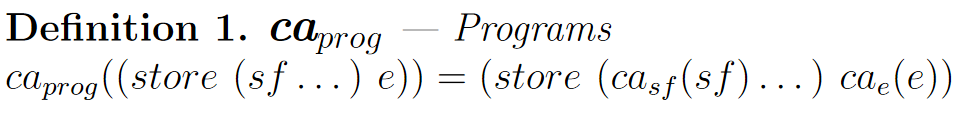 Definition 1. ca_prog — Programs
ca_prog((store (sf ...) e)) = (store (ca_sf(sf) ...) ca_e(e))